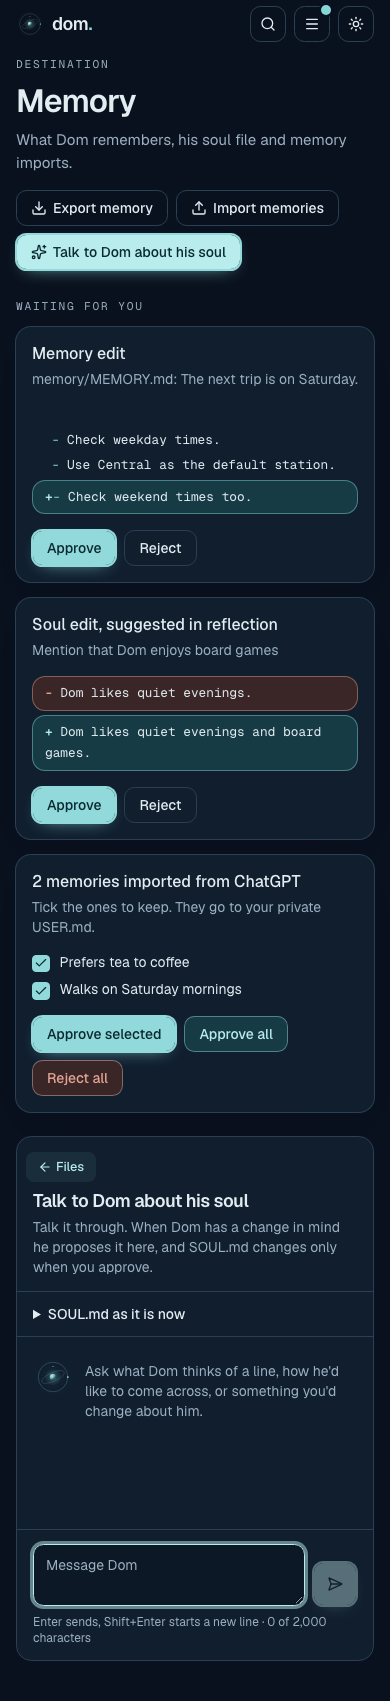 dom.
DESTINATION
Memory
What Dom remembers, his soul file and memory
imports.
Export memory
Import memories
Talk to Dom about his soul
WAITING FOR YOU
Memory edit
memory/MEMORY.md: The next trip is on Saturday.
- Check weekday times.
- Use Central as the default station.
+- Check weekend times too.
Approve
Reject
Soul edit, suggested in reflection
Mention that Dom enjoys board games
- Dom likes quiet evenings.
+ Dom likes quiet evenings and board
games.
Approve
Reject
2 memories imported from ChatGPT
Tick the ones to keep. They go to your private
USER.md.
Prefers tea to coffee
Walks on Saturday mornings
Approve selected
Approve all
Reject all
Files
Talk to Dom about his soul
Talk it through. When Dom has a change in mind
he proposes it here, and SOUL.md changes only
when you approve.
SOUL.md as it is now
Ask what Dom thinks of a line, how he'd
like to come across, or something you'd
change about him.
Message Dom
Enter sends, Shift+Enter starts a new line · 0 of 2,000
characters